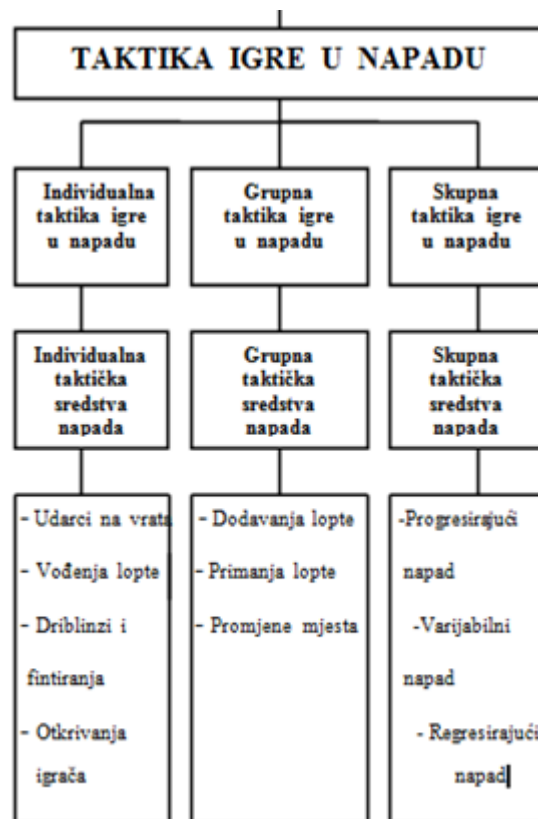 TAKTIKA IGRE U NAPADU
Individualna
taktika igre
u napadu
Grupna
taktika igre
u napadu
Skupna
taktika igre
u napadu
Individualna
taktička
sredstva
napada
Grupna
taktička
sredstva
napada
Skupna
taktička
sredstva
napada
- Udarci na vrata
- Vođenja lopte
- Driblinzi i
fintiranja
- Otkrivanja
igrača
- Dodavanja lopte
- Primanja lopte
- Promjene mjesta
-Progresirajući
napad
-Varijabilni
napad
- Regresirajući
napad